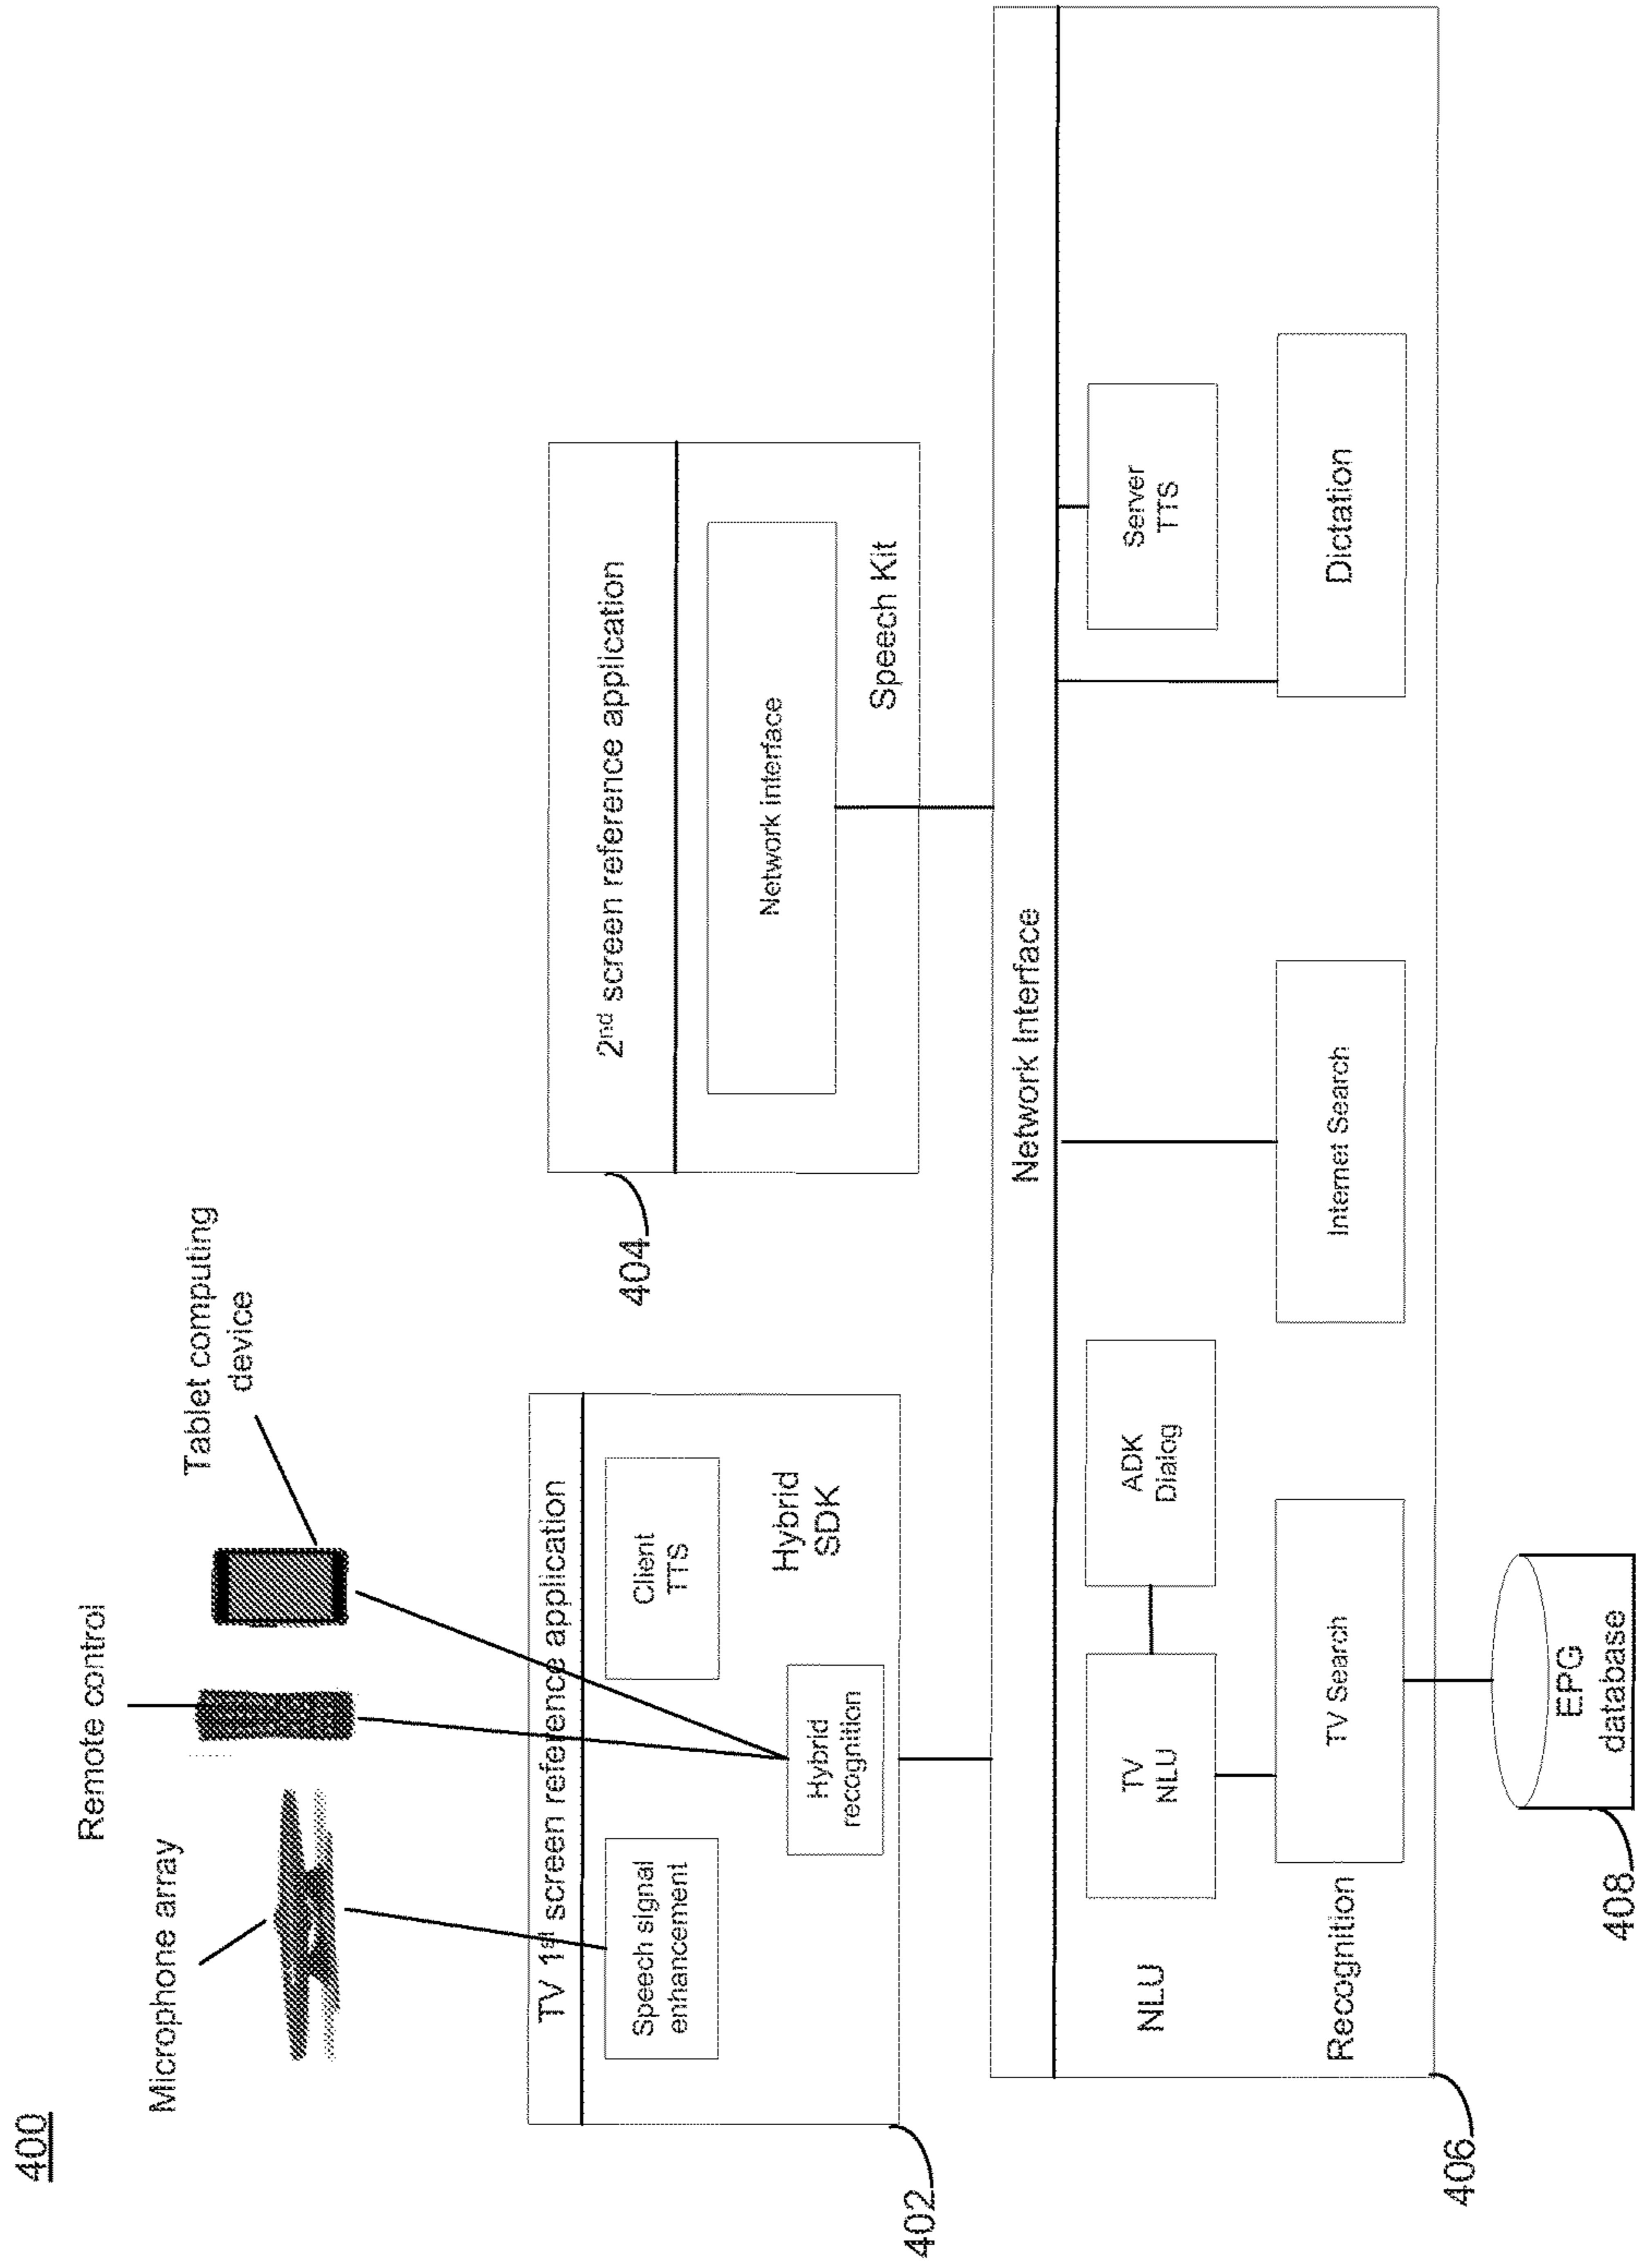 400
Microphone array
Remote control
Tablet computing
device
TV 1st screen reference application
Speech signal
enhancement
Client
TTS
Hybrid
recognition
Hybrid
SDK
402
2nd screen reference application
Network interface
Speech Kit
404
Network Interface
NLU
TV
NLU
ADK
Dialog
Server
TTS
Recognition
TV Search
Internet Search
Dictation
406
EPG
database
408